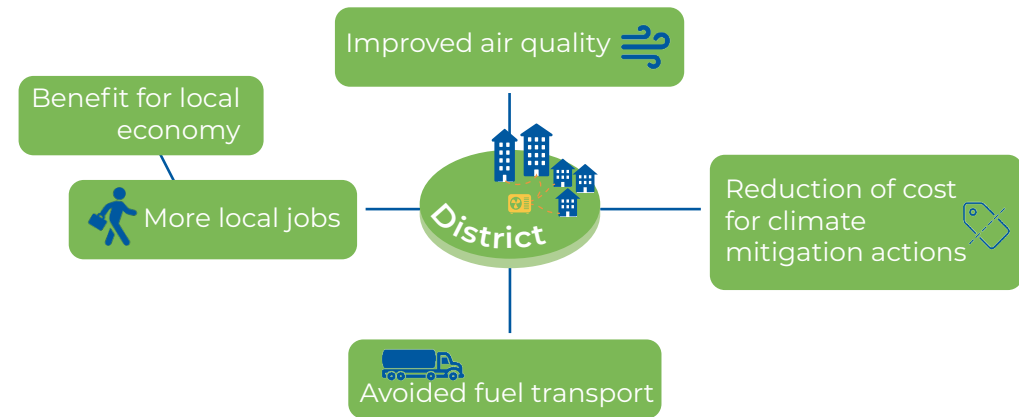 Improved air quality
Benefit for local
economy
More local jobs
District
Reduction of cost
for climate
mitigation actions
Avoided fuel transport